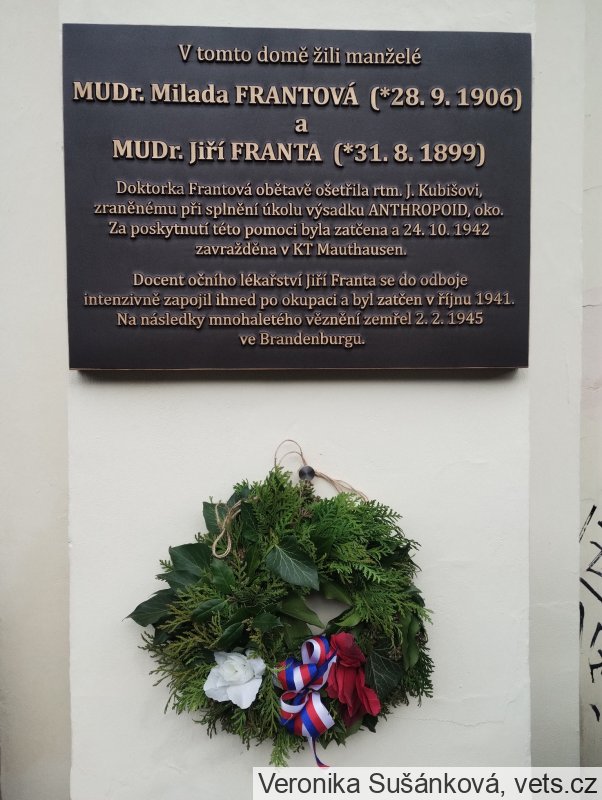 V tomto domě žili manželé
MUDr. Milada FRANTOVÁ (*28. 9. 1906)
a
MUDr. Jiří FRANTA (*31. 8. 1899)
Doktorka Frantová obětavě ošetřila rtm. J. Kubišovi,
zraněnému při splnění úkolu výsadku ANTHROPOID, oko.
Za poskytnutí této pomoci byla zatčena a 24. 10. 1942
zavražděna v KT Mauthausen.
Docent očního lékařství Jiří Franta se do odboje
intenzivně zapojil ihned po okupaci a byl zatčen v říjnu 1941.
Na následky mnohaletého věznění zemřel 2. 2. 1945
ve Brandenburgu.
Veronika Sušánková, vets.cz